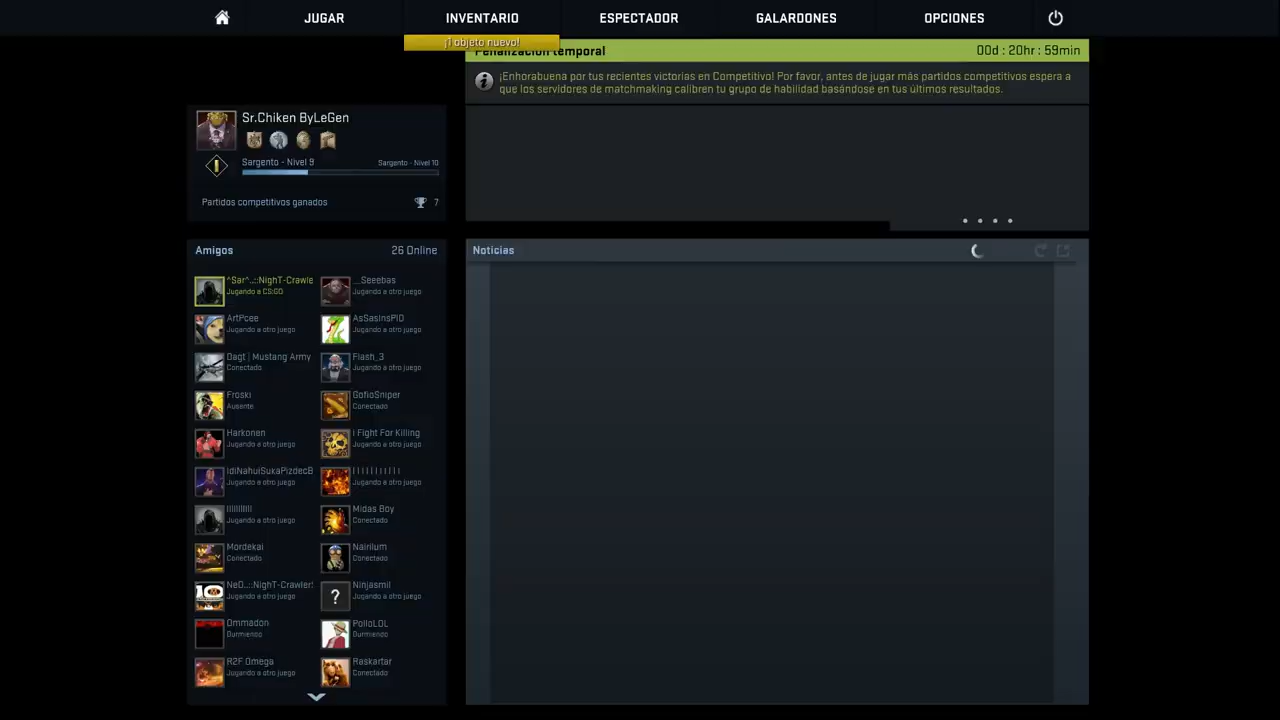 JUGAR INVENTARIO ESPECTADOR GALARDONES OPCIONES
¡1 objeto nuevo!
Penalización temporal 00d : 20hr : 59min
¡Enhorabuena por tus recientes victorias en Competitivo! Por favor, antes de jugar más partidos competitivos espera a
que los servidores de matchmaking calibren tu grupo de habilidad basándose en tus últimos resultados.
Sr.Chiken ByLeGen
Sargento - Nivel 9 Sargento - Nivel 10
Partidos competitivos ganados 7
Amigos 26 Online
Noticias
^Sar^..::NighT-Crawle
Jugando a CS:GO
__Seeebas
Jugando a otro juego
ArtPcee
Jugando a otro juego
AsSasInsPID
Jugando a otro juego
Dagt | Mustang Army
Conectado
Flash_3
Jugando a otro juego
Froski
Ausente
GofioSniper
Conectado
Harkonen
Jugando a otro juego
I Fight For Killing
Jugando a otro juego
IdiNahuiSukaPizdecB
Jugando a otro juego
Jugando a otro juego
Jugando a otro juego
Midas Boy
Conectado
Mordekai
Conectado
Nairilum
Conectado
NeO..::NighT-Crawler!
Jugando a otro juego
Ninjasmil
Jugando a otro juego
Ommadon
Durmiendo
PolloLOL
Durmiendo
R2F.Omega
Jugando a otro juego
Raskartar
Conectado